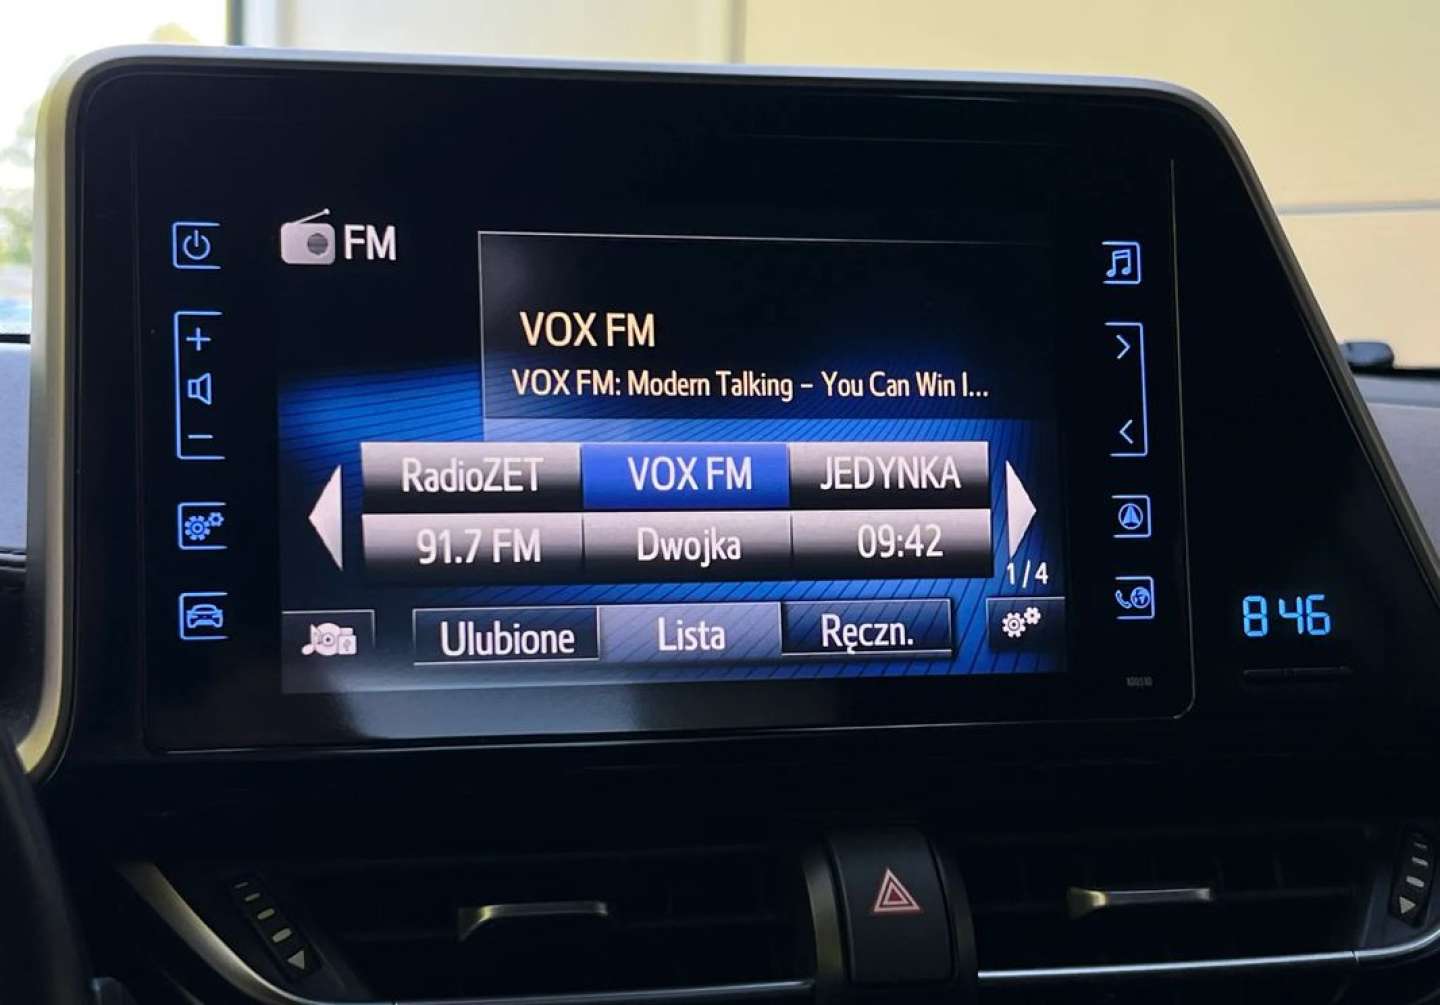 FM
VOX FM
VOX FM: Modern Talking – You Can Win I...
RadioZET VOX FM JEDYNKA
91.7 FM Dwojka 09:42
1/4
Ulubione Lista Ręczn.
8 46